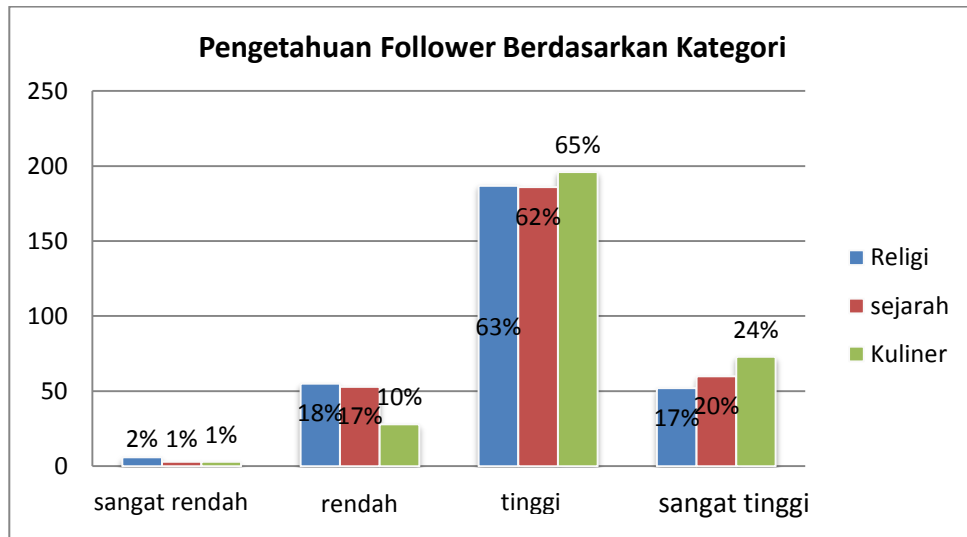 Pengetahuan Follower Berdasarkan Kategori
250
200
150
100
50
0
2%
1%
1%
18%
17%
10%
63%
62%
65%
17%
20%
24%
sangat rendah
rendah
tinggi
sangat tinggi
Religi
sejarah
Kuliner